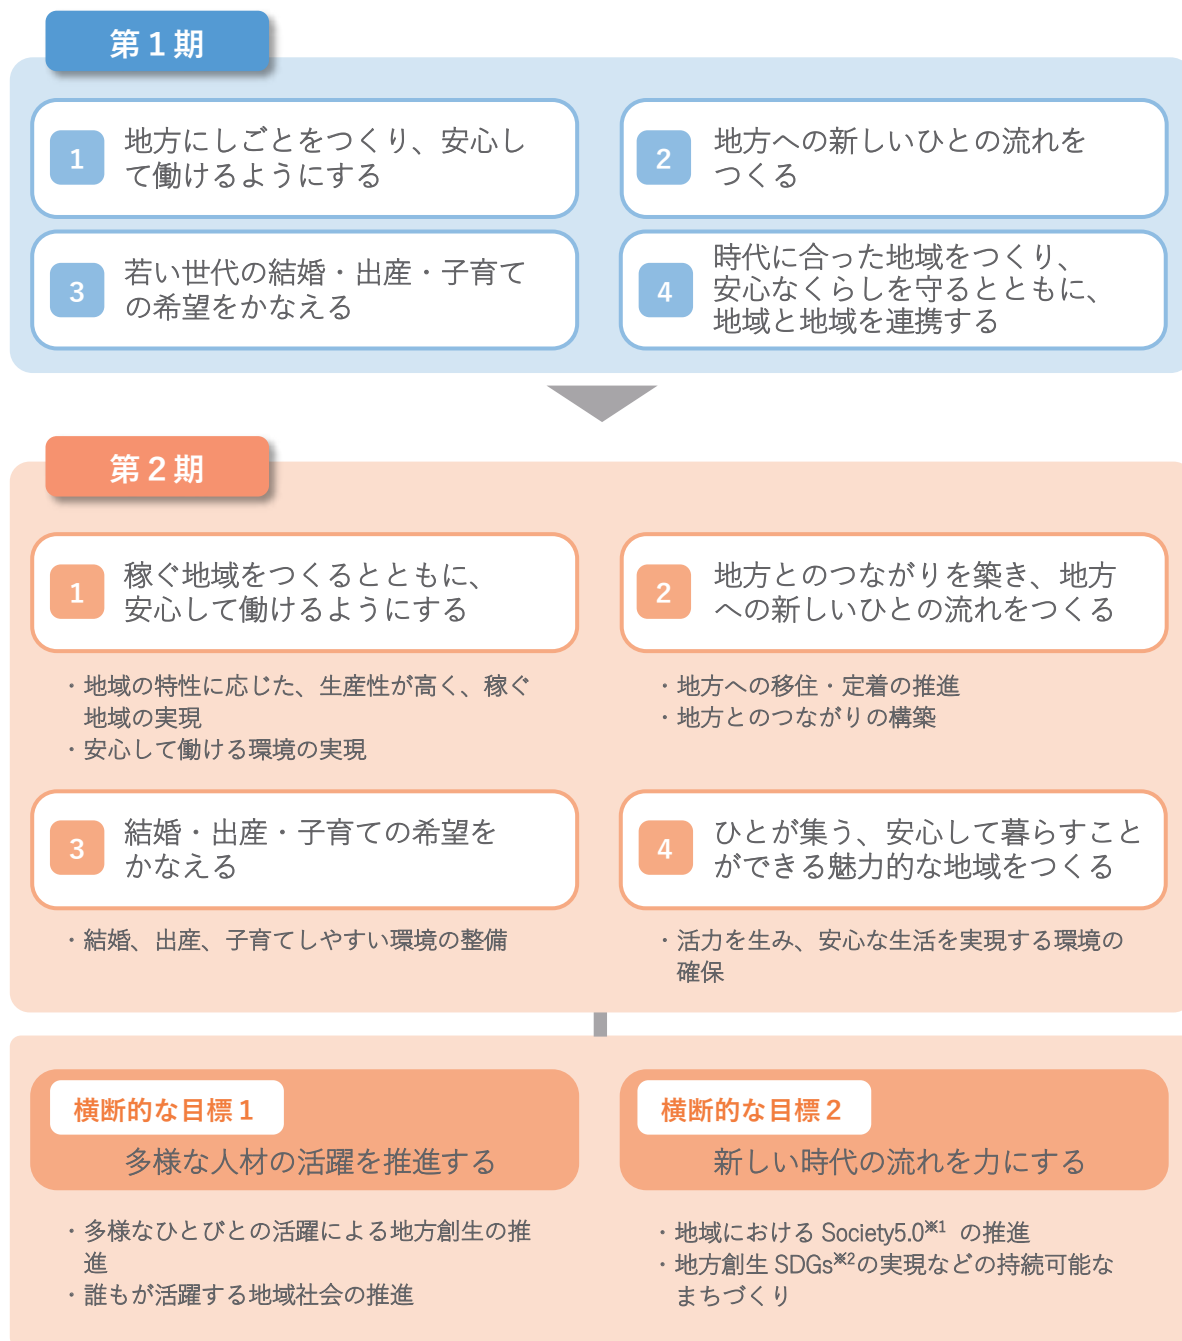 第1期
1
地方にしごとをつくり、安心し
て働けるようにする
2
地方への新しいひとの流れを
つくる
3
若い世代の結婚・出産・子育て
の希望をかなえる
4
時代に合った地域をつくり、
安心なくらしを守るとともに、
地域と地域を連携する
第2期
1
稼ぐ地域をつくるとともに、
安心して働けるようにする
2
地方とのつながりを築き、地方
への新しいひとの流れをつくる
・地域の特性に応じた、生産性が高く、稼ぐ
地域の実現
・安心して働ける環境の実現
・地方への移住・定着の推進
・地方とのつながりの構築
3
結婚・出産・子育ての希望を
かなえる
4
ひとが集う、安心して暮らすこと
ができる魅力的な地域をつくる
・結婚、出産、子育てしやすい環境の整備
・活力を生み、安心な生活を実現する環境の
確保
横断的な目標1
多様な人材の活躍を推進する
横断的な目標2
新しい時代の流れを力にする
・多様なひとびとの活躍による地方創生の推
進
・誰もが活躍する地域社会の推進
・地域における Society5.0※1 の推進
・地方創生 SDGs※2の実現などの持続可能な
まちづくり